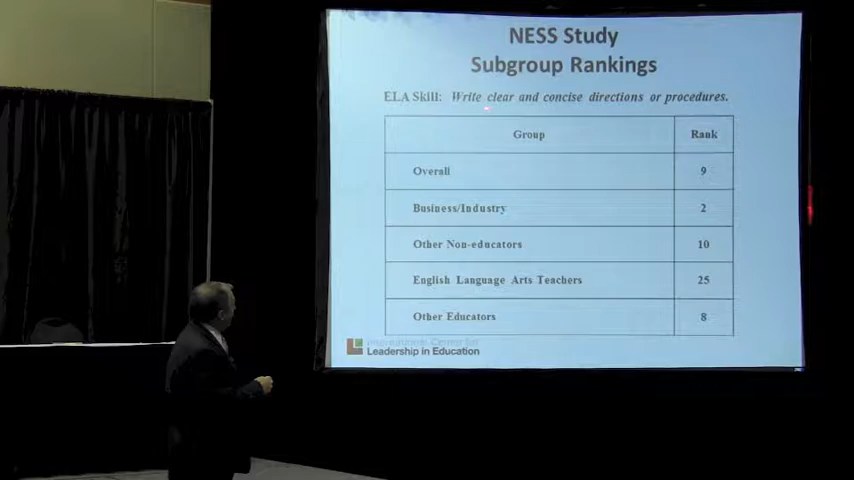 NESS Study
Subgroup Rankings
ELA Skill: Write clear and concise directions or procedures.
Group Rank
Overall 9
Business/Industry 2
Other Non-educators 10
English Language Arts Teachers 25
Other Educators 8
International Center for
Leadership in Education